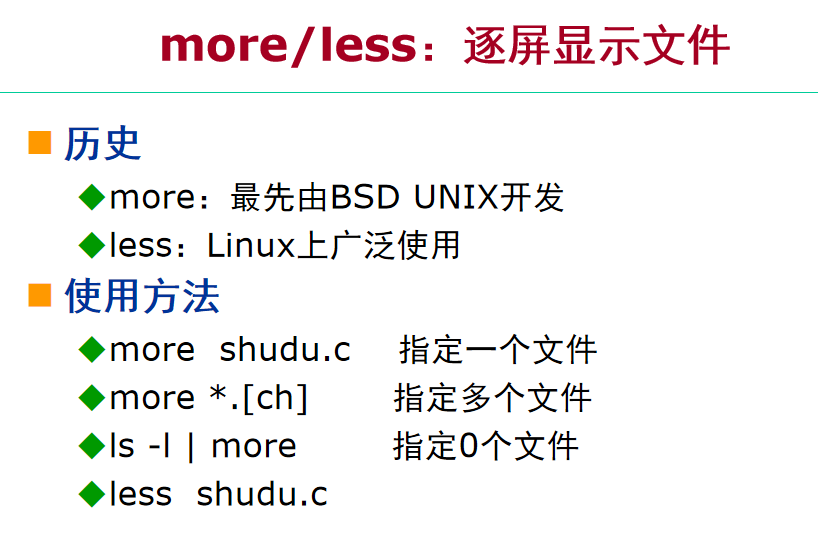 more/less：逐屏显示文件
历史
more：最先由BSD UNIX开发
less：Linux上广泛使用
使用方法
more shudu.c 指定一个文件
more *.[ch] 指定多个文件
ls -l | more 指定0个文件
less shudu.c